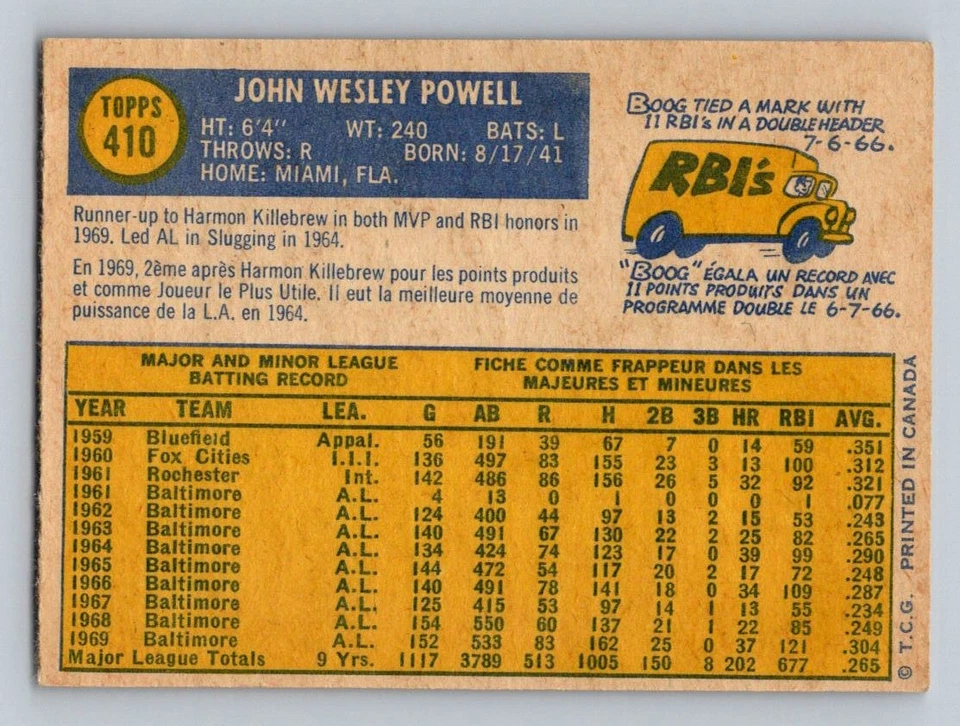 TOPPS
410
JOHN WESLEY POWELL
HT: 6'4" WT: 240 BATS: L
THROWS: R BORN: 8/17/41
HOME: MIAMI, FLA.
Runner-up to Harmon Killebrew in both MVP and RBI honors in
1969. Led AL in Slugging in 1964.
En 1969, 2ème après Harmon Killebrew pour les points produits
et comme Joueur le Plus Utile. Il eut la meilleure moyenne de
puissance de la L.A. en 1964.
BOOG TIED A MARK WITH
11 RBI's IN A DOUBLEHEADER
7-6-66.
RBI's
"BOOG" ÉGALA UN RECORD AVEC
11 POINTS PRODUITS DANS UN
PROGRAMME DOUBLE LE 6-7-66.
MAJOR AND MINOR LEAGUE
BATTING RECORD
FICHE COMME FRAPPEUR DANS LES
MAJEURES ET MINEURES
YEAR TEAM LEA. G AB R H 2B 3B HR RBI AVG.
1959 Bluefield Appal. 56 191 39 67 7 0 14 59 .351
1960 Fox Cities I.I.I. 136 497 83 155 23 3 13 100 .312
1961 Rochester Int. 142 486 86 156 26 5 32 92 .321
1961 Baltimore A.L. 4 13 0 1 0 0 0 1 .077
1962 Baltimore A.L. 124 400 44 97 13 2 15 53 .243
1963 Baltimore A.L. 140 491 67 130 22 2 25 82 .265
1964 Baltimore A.L. 134 424 74 123 17 0 39 99 .290
1965 Baltimore A.L. 144 472 54 117 20 2 17 72 .248
1966 Baltimore A.L. 140 491 78 141 18 0 34 109 .287
1967 Baltimore A.L. 125 415 53 97 14 1 13 55 .234
1968 Baltimore A.L. 154 550 60 137 21 1 22 85 .249
1969 Baltimore A.L. 152 533 83 162 25 0 37 121 .304
Major League Totals 9 Yrs. 1117 3789 513 1005 150 8 202 677 .265
© T.C.G. PRINTED IN CANADA